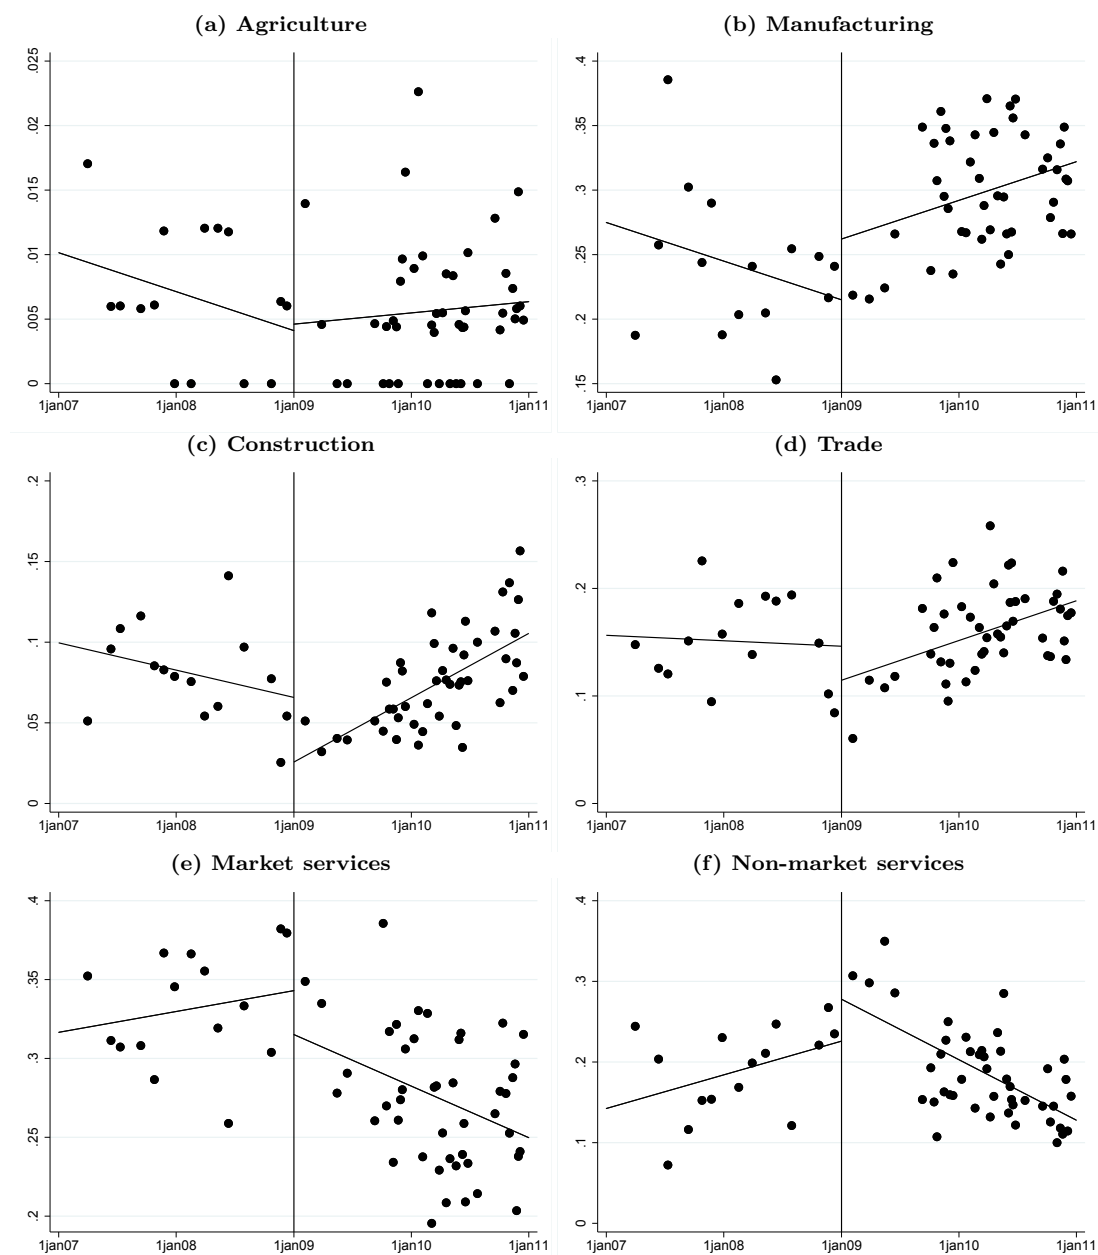 (a) Agriculture
(b) Manufacturing
.025
.02
.015
.01
.005
0
1jan07 1jan08 1jan09 1jan10 1jan11
.4
.35
.3
.25
.2
.15
1jan07 1jan08 1jan09 1jan10 1jan11
(c) Construction
(d) Trade
.2
.15
.1
.05
0
1jan07 1jan08 1jan09 1jan10 1jan11
.3
.2
.1
0
1jan07 1jan08 1jan09 1jan10 1jan11
(e) Market services
(f) Non-market services
.4
.35
.3
.25
.2
1jan07 1jan08 1jan09 1jan10 1jan11
.4
.3
.2
.1
0
1jan07 1jan08 1jan09 1jan10 1jan11